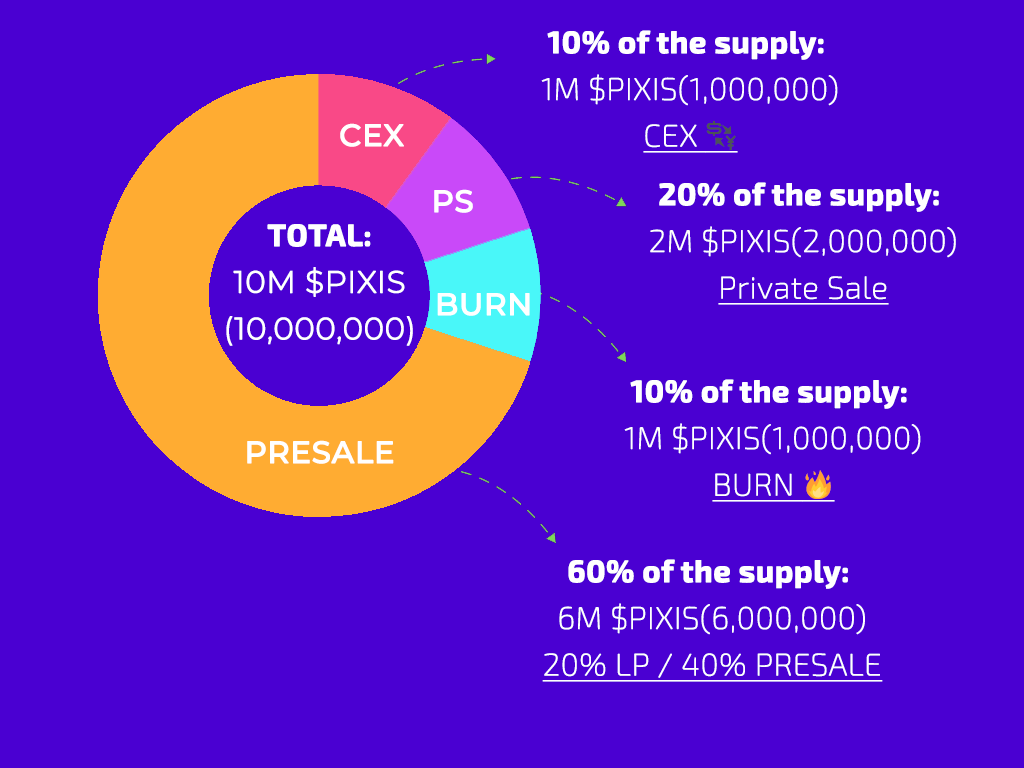 10% of the supply:
1M $PIXIS(1,000,000)
CEX 💱
CEX
PS
BURN
PRESALE
TOTAL:
10M $PIXIS
(10,000,000)
20% of the supply:
2M $PIXIS(2,000,000)
Private Sale
10% of the supply:
1M $PIXIS(1,000,000)
BURN 🔥
60% of the supply:
6M $PIXIS(6,000,000)
20% LP / 40% PRESALE